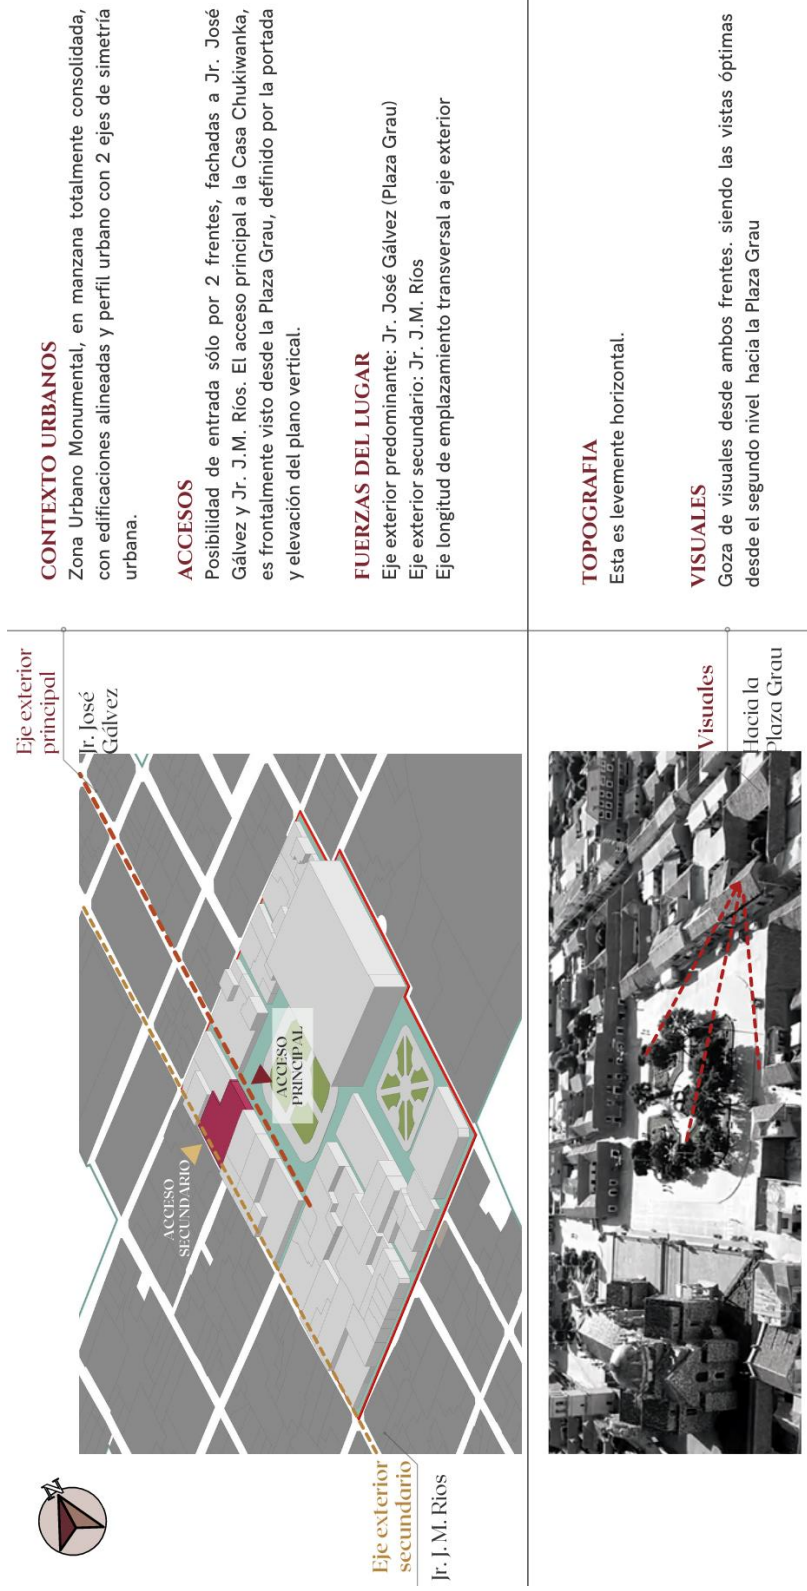 N
Eje exterior
principal
Jr. José
Gálvez
ACCESO
SECUNDARIO
ACCESO
PRINCIPAL
Eje exterior
secundario
Jr. J. M. Rios
CONTEXTO URBANOS
Zona Urbano Monumental, en manzana totalmente consolidada,
con edificaciones alineadas y perfil urbano con 2 ejes de simetría
urbana.
ACCESOS
Posibilidad de entrada sólo por 2 frentes, fachadas a Jr. José
Gálvez y Jr. J.M. Ríos. El acceso principal a la Casa Chukiwanka,
es frontalmente visto desde la Plaza Grau, definido por la portada
y elevación del plano vertical.
FUERZAS DEL LUGAR
Eje exterior predominante: Jr. José Gálvez (Plaza Grau)
Eje exterior secundario: Jr. J.M. Ríos
Eje longitud de emplazamiento transversal a eje exterior
Visuales
Hacia la
Plaza Grau
TOPOGRAFIA
Esta es levemente horizontal.
VISUALES
Goza de visuales desde ambos frentes. siendo las vistas óptimas
desde el segundo nivel hacia la Plaza Grau